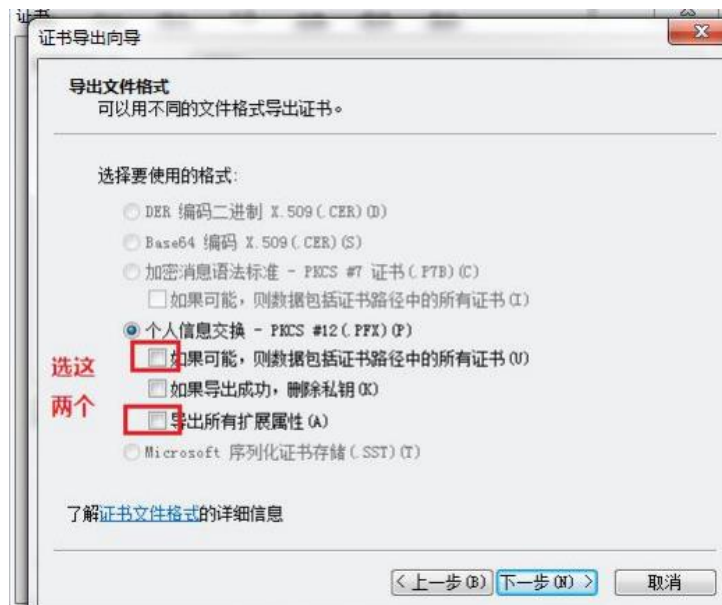 证书
证书导出向导
导出文件格式
可以用不同的文件格式导出证书。
选择要使用的格式:
DER 编码二进制 X.509(.CER)(D)
Base64 编码 X.509(.CER)(S)
加密消息语法标准 - PKCS #7 证书(.P7B)(C)
如果可能，则数据包括证书路径中的所有证书(I)
个人信息交换 - PKCS #12(.PFX)(P)
如果可能，则数据包括证书路径中的所有证书(U)
选这
如果导出成功，删除私钥(K)
两个
导出所有扩展属性(A)
Microsoft 序列化证书存储(.SST)(T)
了解证书文件格式的详细信息
<上一步(B) 下一步(N) > 取消